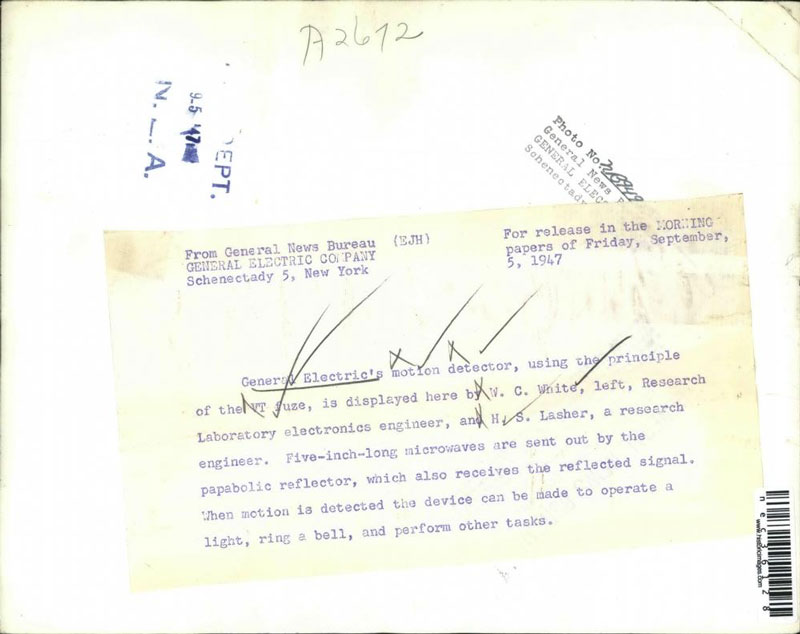 A2612
DEPT.
9-5 '47
N. A.
Photo No.
General News
GENERAL ELEC
Schenectady
From General News Bureau (EJH)
GENERAL ELECTRIC COMPANY
Schenectady 5, New York
For release in the MORNING
papers of Friday, September,
5, 1947
General Electric's motion detector, using the principle
of the VT fuze, is displayed here by W. C. White, left, Research
Laboratory electronics engineer, and H. S. Lasher, a research
engineer. Five-inch-long microwaves are sent out by the
papabolic reflector, which also receives the reflected signal.
When motion is detected the device can be made to operate a
light, ring a bell, and perform other tasks.
nec36128
www.historicimages.com